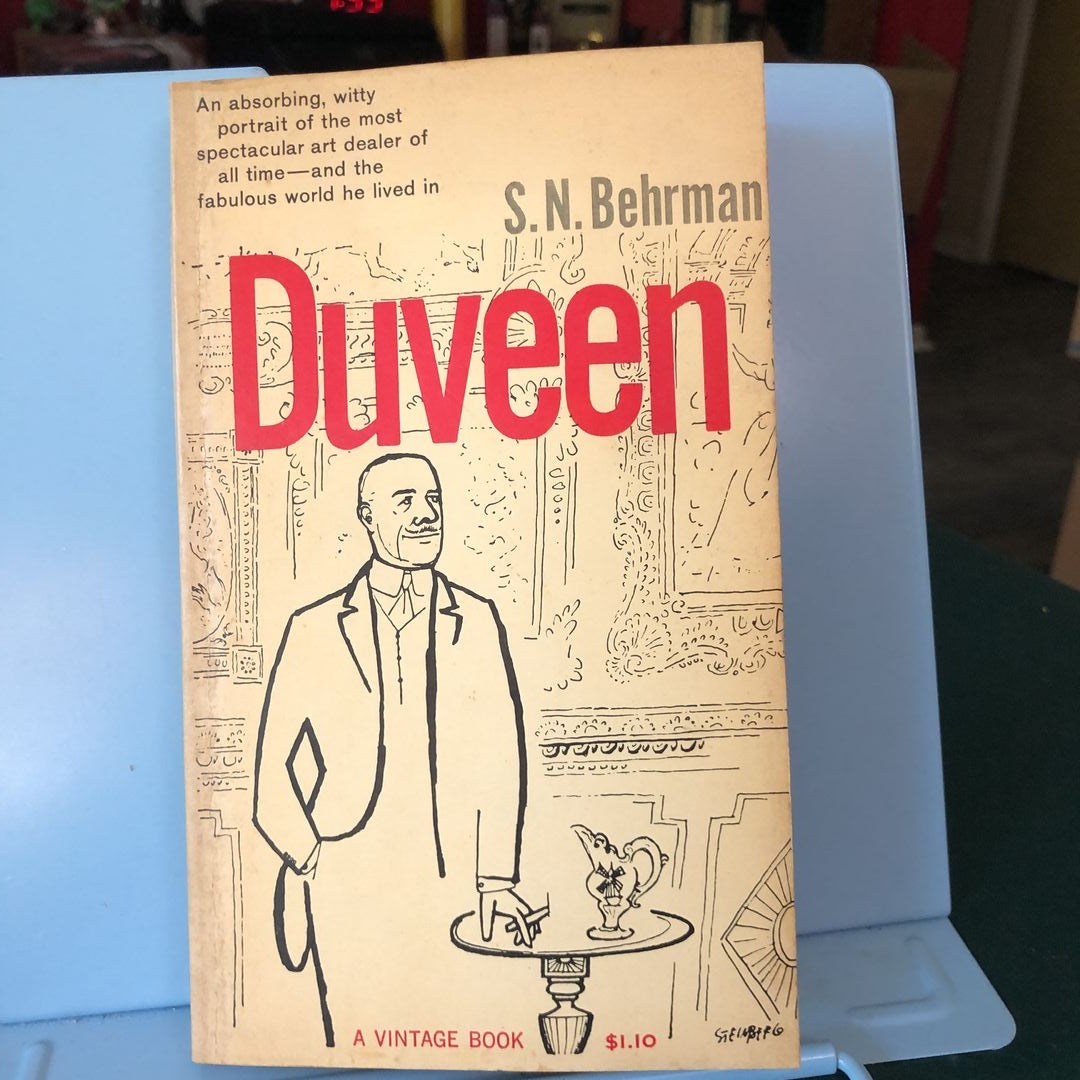 An absorbing, witty
portrait of the most
spectacular art dealer of
all time—and the
fabulous world he lived in
S. N. Behrman
Duveen
A VINTAGE BOOK
$1.10
STEINBERG